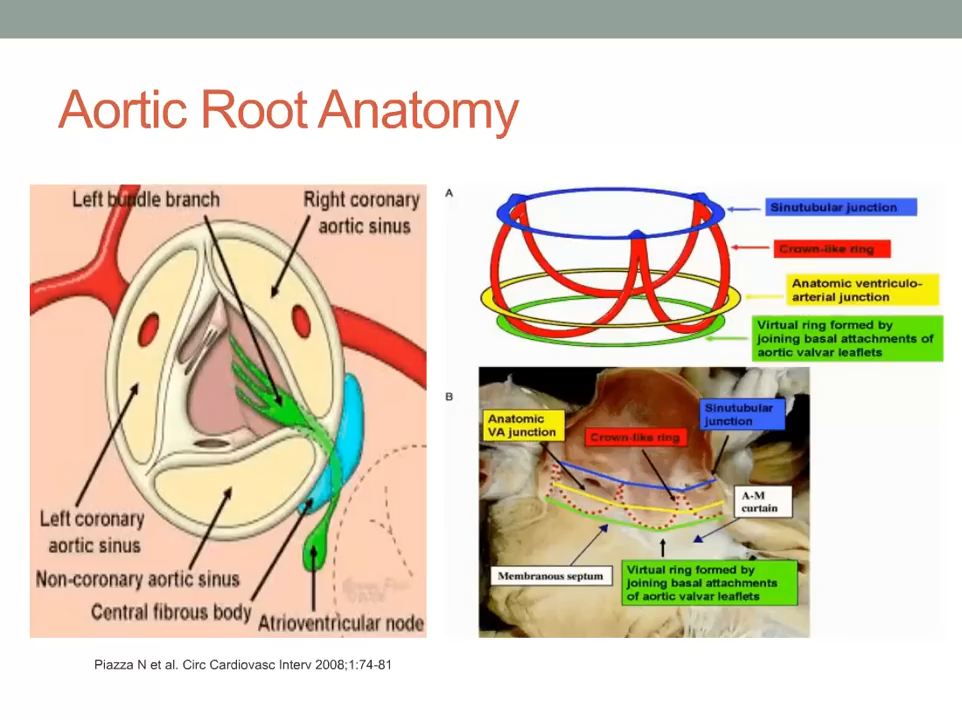 Aortic Root Anatomy
Left bundle branch
Right coronary
aortic sinus
Left coronary
aortic sinus
Non-coronary aortic sinus
Central fibrous body
Atrioventricular node
A
Sinutubular junction
Crown-like ring
Anatomic ventriculo-
arterial junction
Virtual ring formed by
joining basal attachments of
aortic valvar leaflets
B
Anatomic
VA junction
Crown-like ring
Sinutubular
junction
A-M
curtain
Membranous septum
Virtual ring formed by
joining basal attachments
of aortic valvar leaflets
Piazza N et al. Circ Cardiovasc Interv 2008;1:74-81